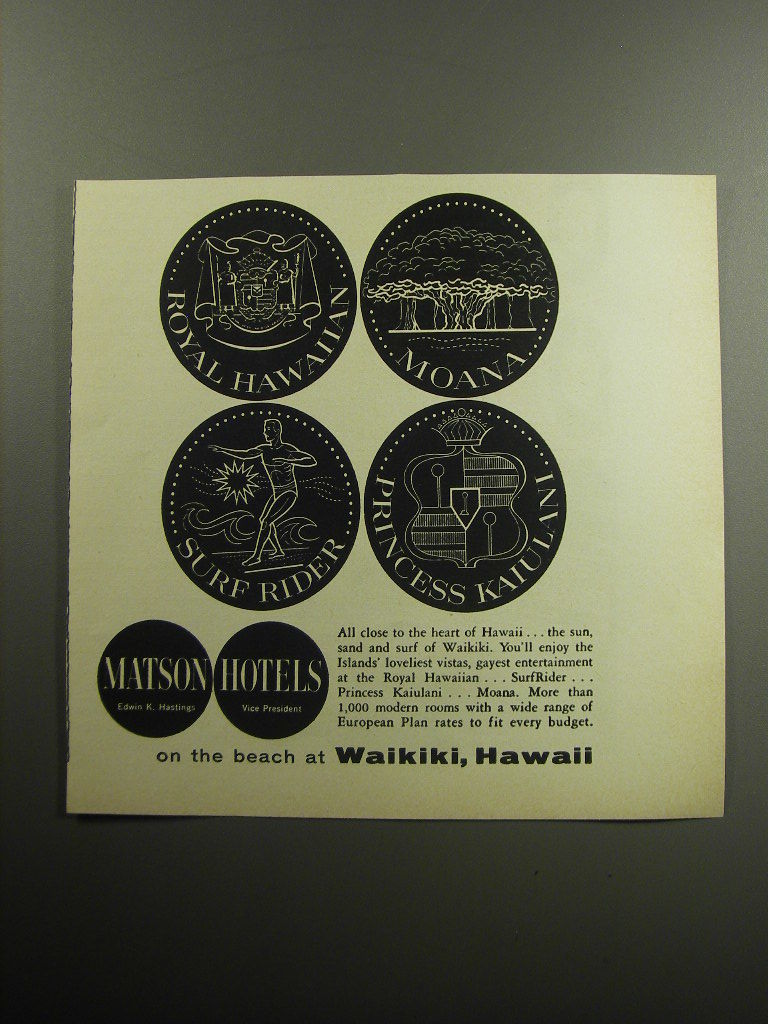 ROYAL HAWAIIAN
MOANA
SURF RIDER
PRINCESS KAIULANI
MATSON HOTELS
Edwin K. Hastings Vice President
All close to the heart of Hawaii . . . the sun,
sand and surf of Waikiki. You'll enjoy the
Islands' loveliest vistas, gayest entertainment
at the Royal Hawaiian . . . SurfRider . . .
Princess Kaiulani . . . Moana. More than
1,000 modern rooms with a wide range of
European Plan rates to fit every budget.
on the beach at Waikiki, Hawaii